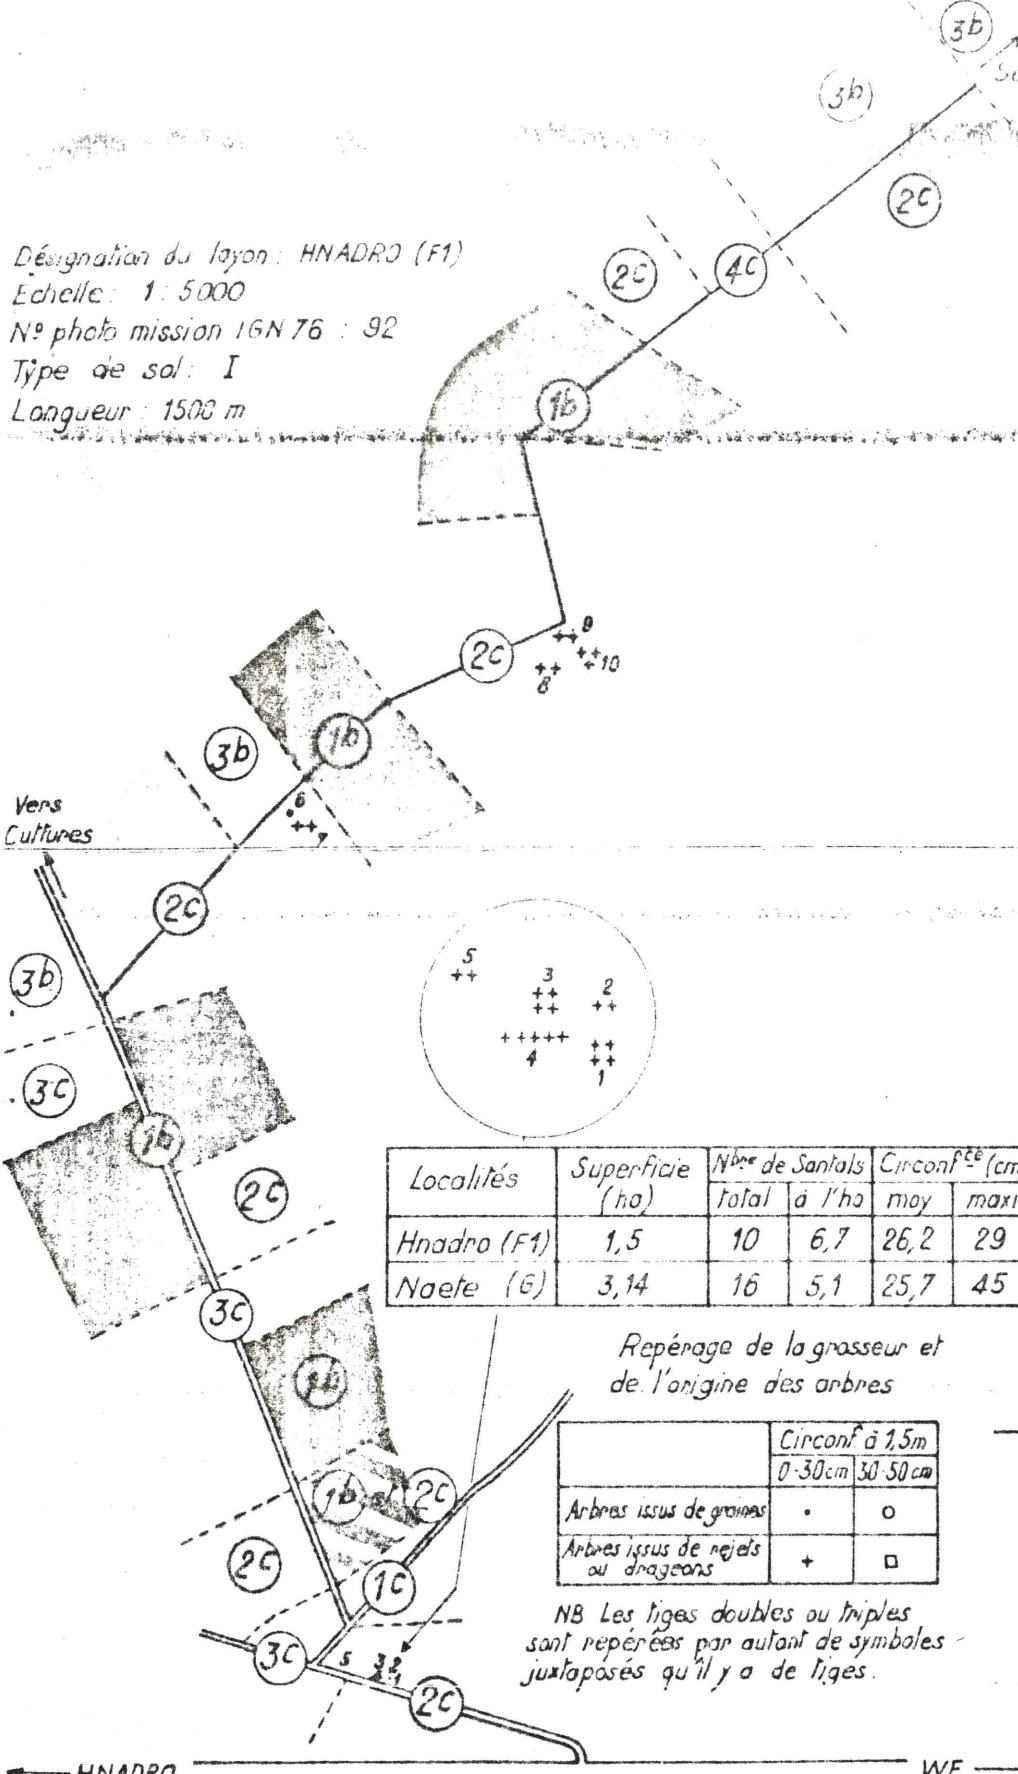 3b
3b
2C
Désignation du layon : HNADRO (F1)
Echelle : 1 : 5000
Nº photo mission IGN 76 : 92
Type de sol : I
Longueur : 1500 m
2C
4C
1b
9
2C
10
8
1b
3b
6
7
Vers
Cultures
2C
3b
5
3
2
4
1
3C
1b
2C
Localités Superficie (ha) Nbre de Santals Circonfce (cm
total à l'ha moy maxi
Hnadro (F1) 1,5 10 6,7 26,2 29
Naete (G) 3,14 16 5,1 25,7 45
3C
Repérage de la grosseur et
de l'origine des arbres
Circonf à 1,5m
0-30cm 30-50cm
Arbres issus de graines • o
Arbres issus de rejets
ou drageons + □
1b
2C
2C
1C
NB Les tiges doubles ou triples
sont repérées par autant de symboles
juxtaposés qu'il y a de tiges.
3C
5
3 2
1
2C
HNADRO
WE